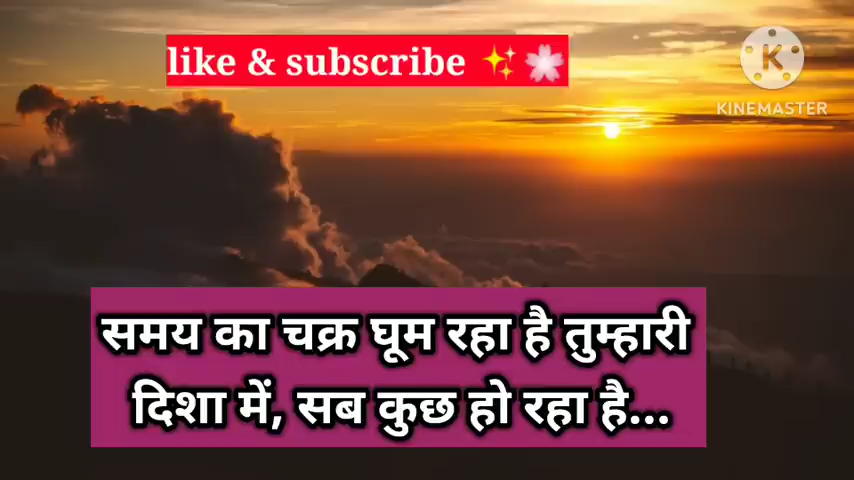 like & subscribe ✨🌸
KINEMASTER
समय का चक्र घूम रहा है तुम्हारी
दिशा में, सब कुछ हो रहा है...